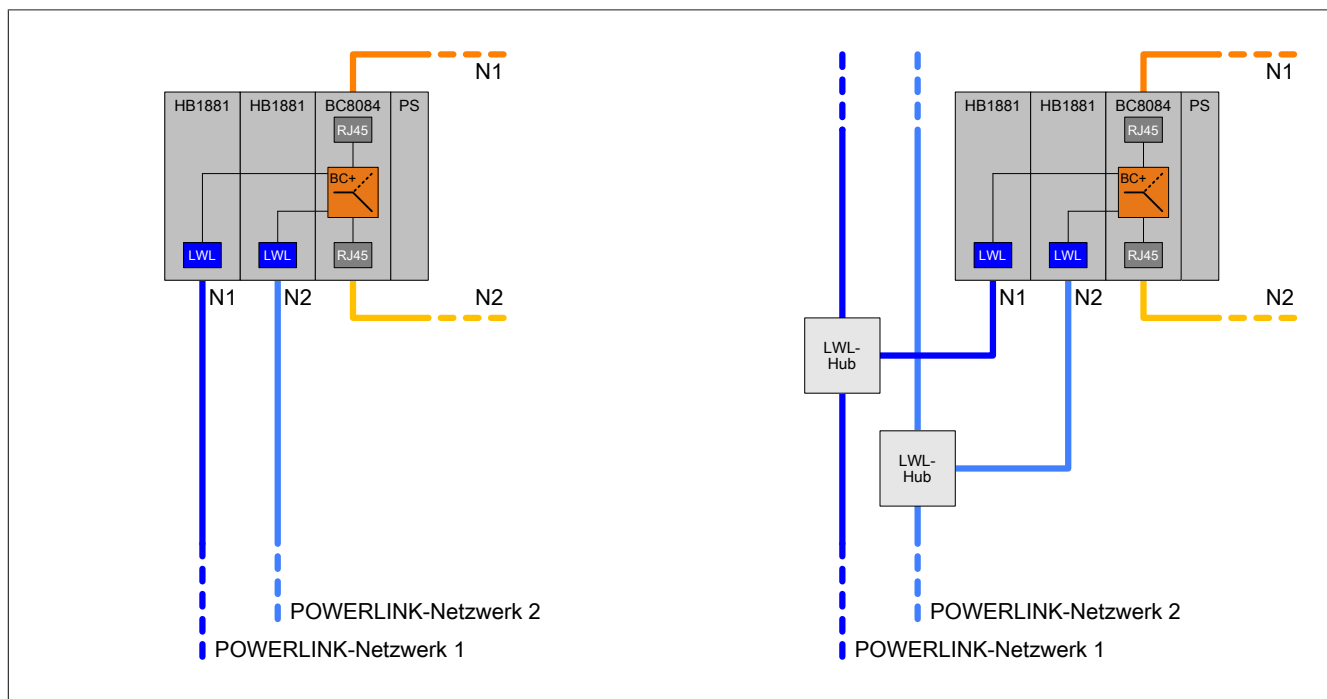 N1
HB1881 HB1881 BC8084 PS
RJ45
BC+
LWL LWL RJ45
N1 N2 N2
POWERLINK-Netzwerk 2
POWERLINK-Netzwerk 1
N1
HB1881 HB1881 BC8084 PS
RJ45
BC+
LWL LWL RJ45
N1 N2 N2
LWL-
Hub
LWL-
Hub
POWERLINK-Netzwerk 2
POWERLINK-Netzwerk 1